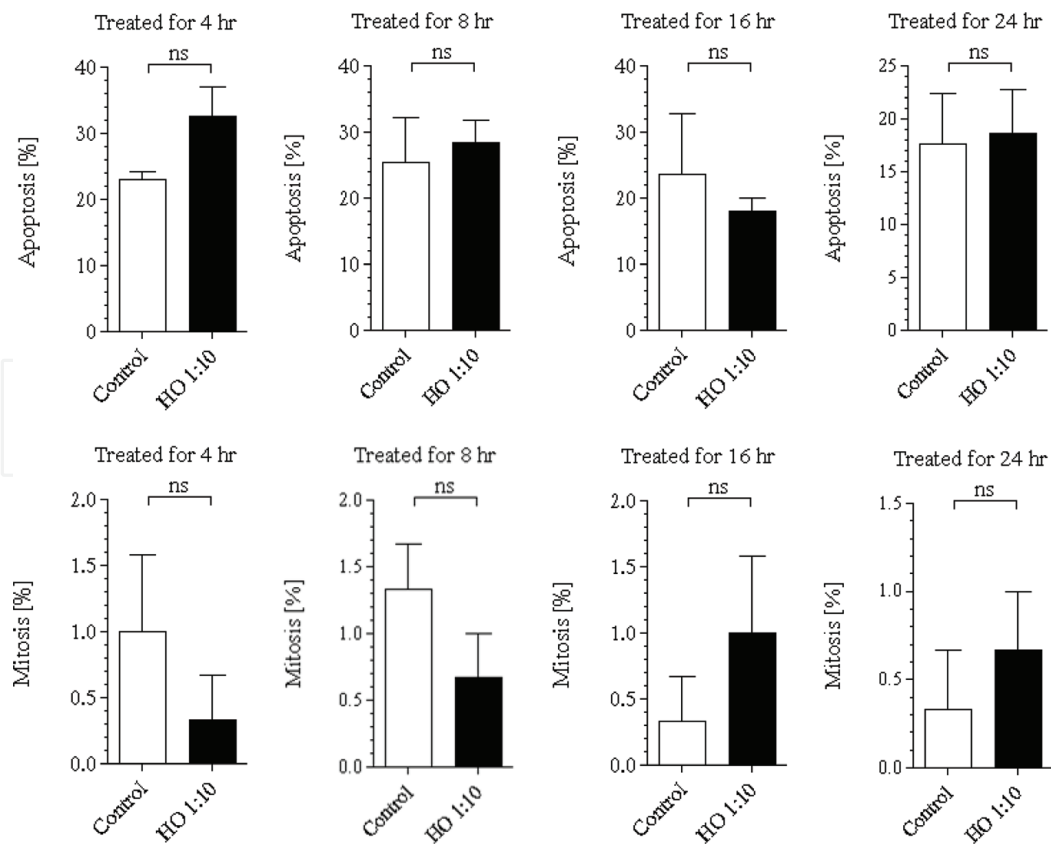 Treated for 4 hr
ns
Apoptosis [%]
40
30
20
10
0
Control
HO 1:10
Treated for 8 hr
ns
Apoptosis [%]
40
30
20
10
0
Control
HO 1:10
Treated for 16 hr
ns
Apoptosis [%]
40
30
20
10
0
Control
HO 1:10
Treated for 24 hr
ns
Apoptosis [%]
25
20
15
10
5
0
Control
HO 1:10
Treated for 4 hr
ns
Mitosis [%]
2.0
1.5
1.0
0.5
0.0
Control
HO 1:10
Treated for 8 hr
ns
Mitosis [%]
2.0
1.5
1.0
0.5
0.0
Control
HO 1:10
Treated for 16 hr
ns
Mitosis [%]
2.0
1.5
1.0
0.5
0.0
Control
HO 1:10
Treated for 24 hr
ns
Mitosis [%]
1.5
1.0
0.5
0.0
Control
HO 1:10